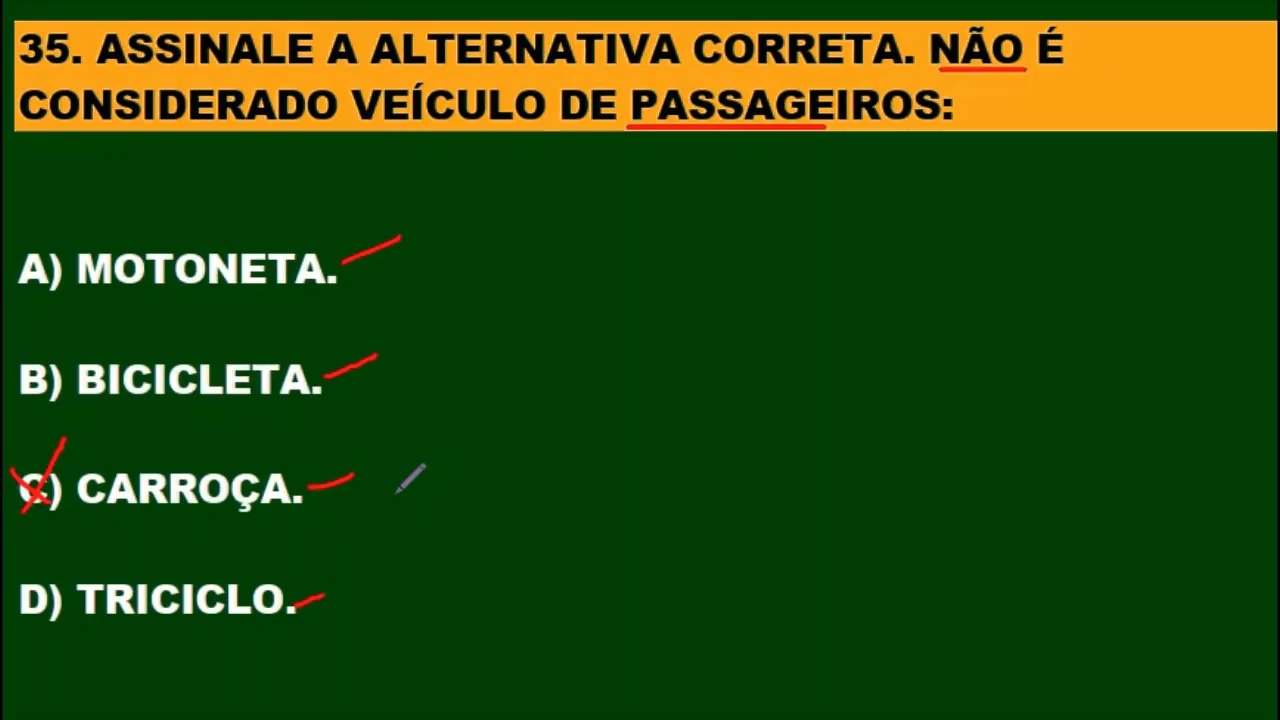 35. ASSINALE A ALTERNATIVA CORRETA. NÃO É
CONSIDERADO VEÍCULO DE PASSAGEIROS:
A) MOTONETA.
B) BICICLETA.
C) CARROÇA.
D) TRICICLO.